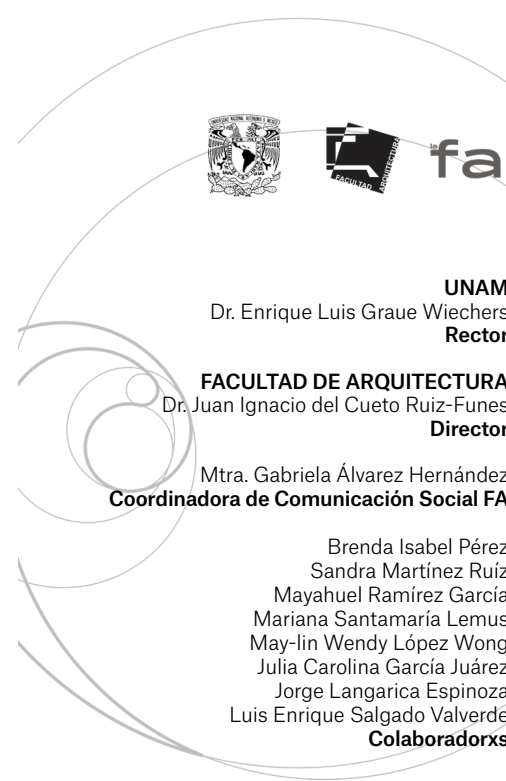 FACULTAD
ARQUITECTURA
fa
UNAM
Dr. Enrique Luis Graue Wiechers
Rector
FACULTAD DE ARQUITECTURA
Dr. Juan Ignacio del Cueto Ruiz-Funes
Director
Mtra. Gabriela Álvarez Hernández
Coordinadora de Comunicación Social FA
Brenda Isabel Pérez
Sandra Martínez Ruíz
Mayahuel Ramírez García
Mariana Santamaría Lemus
May-lin Wendy López Wong
Julia Carolina García Juárez
Jorge Langarica Espinoza
Luis Enrique Salgado Valverde
Colaboradorxs